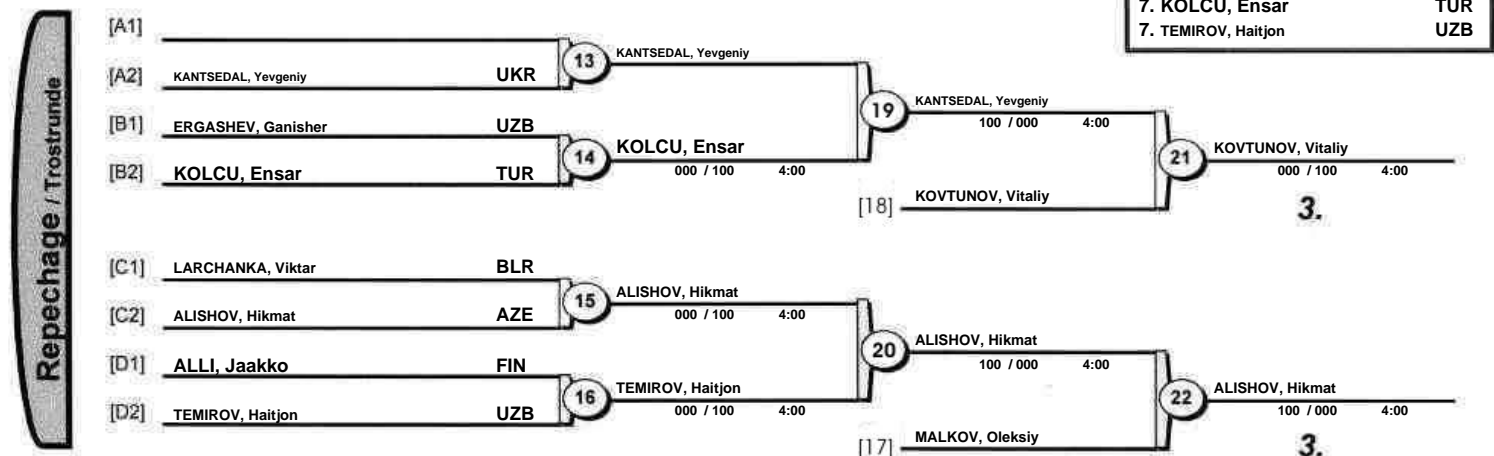 7. KOLCU, Ensar TUR
7. TEMIROV, Haitjon UZB
Repechage / Trostrunde
[A1]
[A2] KANTSEDAL, Yevgeniy UKR
13 KANTSEDAL, Yevgeniy
[B1] ERGASHEV, Ganisher UZB
[B2] KOLCU, Ensar TUR
14 KOLCU, Ensar
000 / 100 4:00
19 KANTSEDAL, Yevgeniy
100 / 000 4:00
[18] KOVTUNOV, Vitaliy
21 KOVTUNOV, Vitaliy
000 / 100 4:00
3.
[C1] LARCHANKA, Viktar BLR
[C2] ALISHOV, Hikmat AZE
15 ALISHOV, Hikmat
000 / 100 4:00
[D1] ALLI, Jaakko FIN
[D2] TEMIROV, Haitjon UZB
16 TEMIROV, Haitjon
000 / 100 4:00
20 ALISHOV, Hikmat
100 / 000 4:00
[17] MALKOV, Oleksiy
22 ALISHOV, Hikmat
100 / 000 4:00
3.